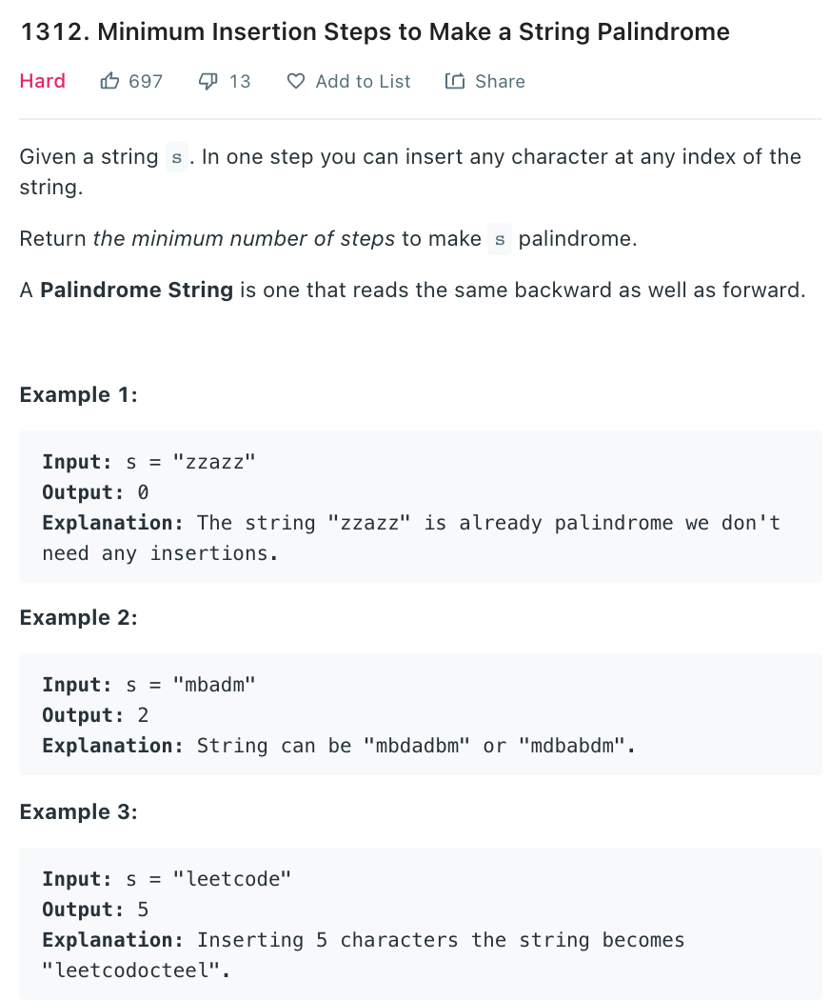 1312. Minimum Insertion Steps to Make a String Palindrome
Hard 697 13 Add to List Share
Given a string s. In one step you can insert any character at any index of the
string.
Return the minimum number of steps to make s palindrome.
A Palindrome String is one that reads the same backward as well as forward.
Example 1:
Input: s = "zzazz"
Output: 0
Explanation: The string "zzazz" is already palindrome we don't
need any insertions.
Example 2:
Input: s = "mbadm"
Output: 2
Explanation: String can be "mbdadbm" or "mdbabdm".
Example 3:
Input: s = "leetcode"
Output: 5
Explanation: Inserting 5 characters the string becomes
"leetcodocteel".